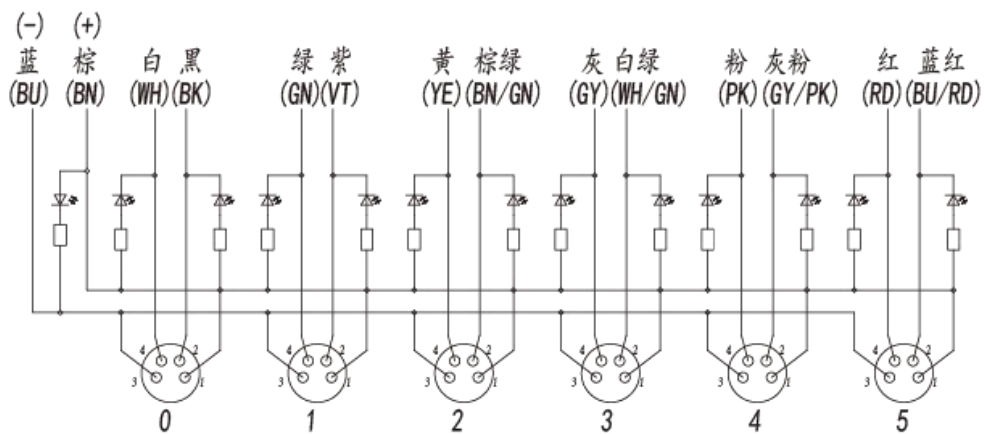 (-) (+)
蓝 棕 白 黑 绿 紫 黄 棕绿 灰 白绿 粉 灰粉 红 蓝红
(BU) (BN) (WH)(BK) (GN)(VT) (YE)(BN/GN) (GY)(WH/GN) (PK)(GY/PK) (RD)(BU/RD)
4 2 4 2 4 2 4 2 4 2 4 2
3 1 3 1 3 1 3 1 3 1 3 1
0 1 2 3 4 5